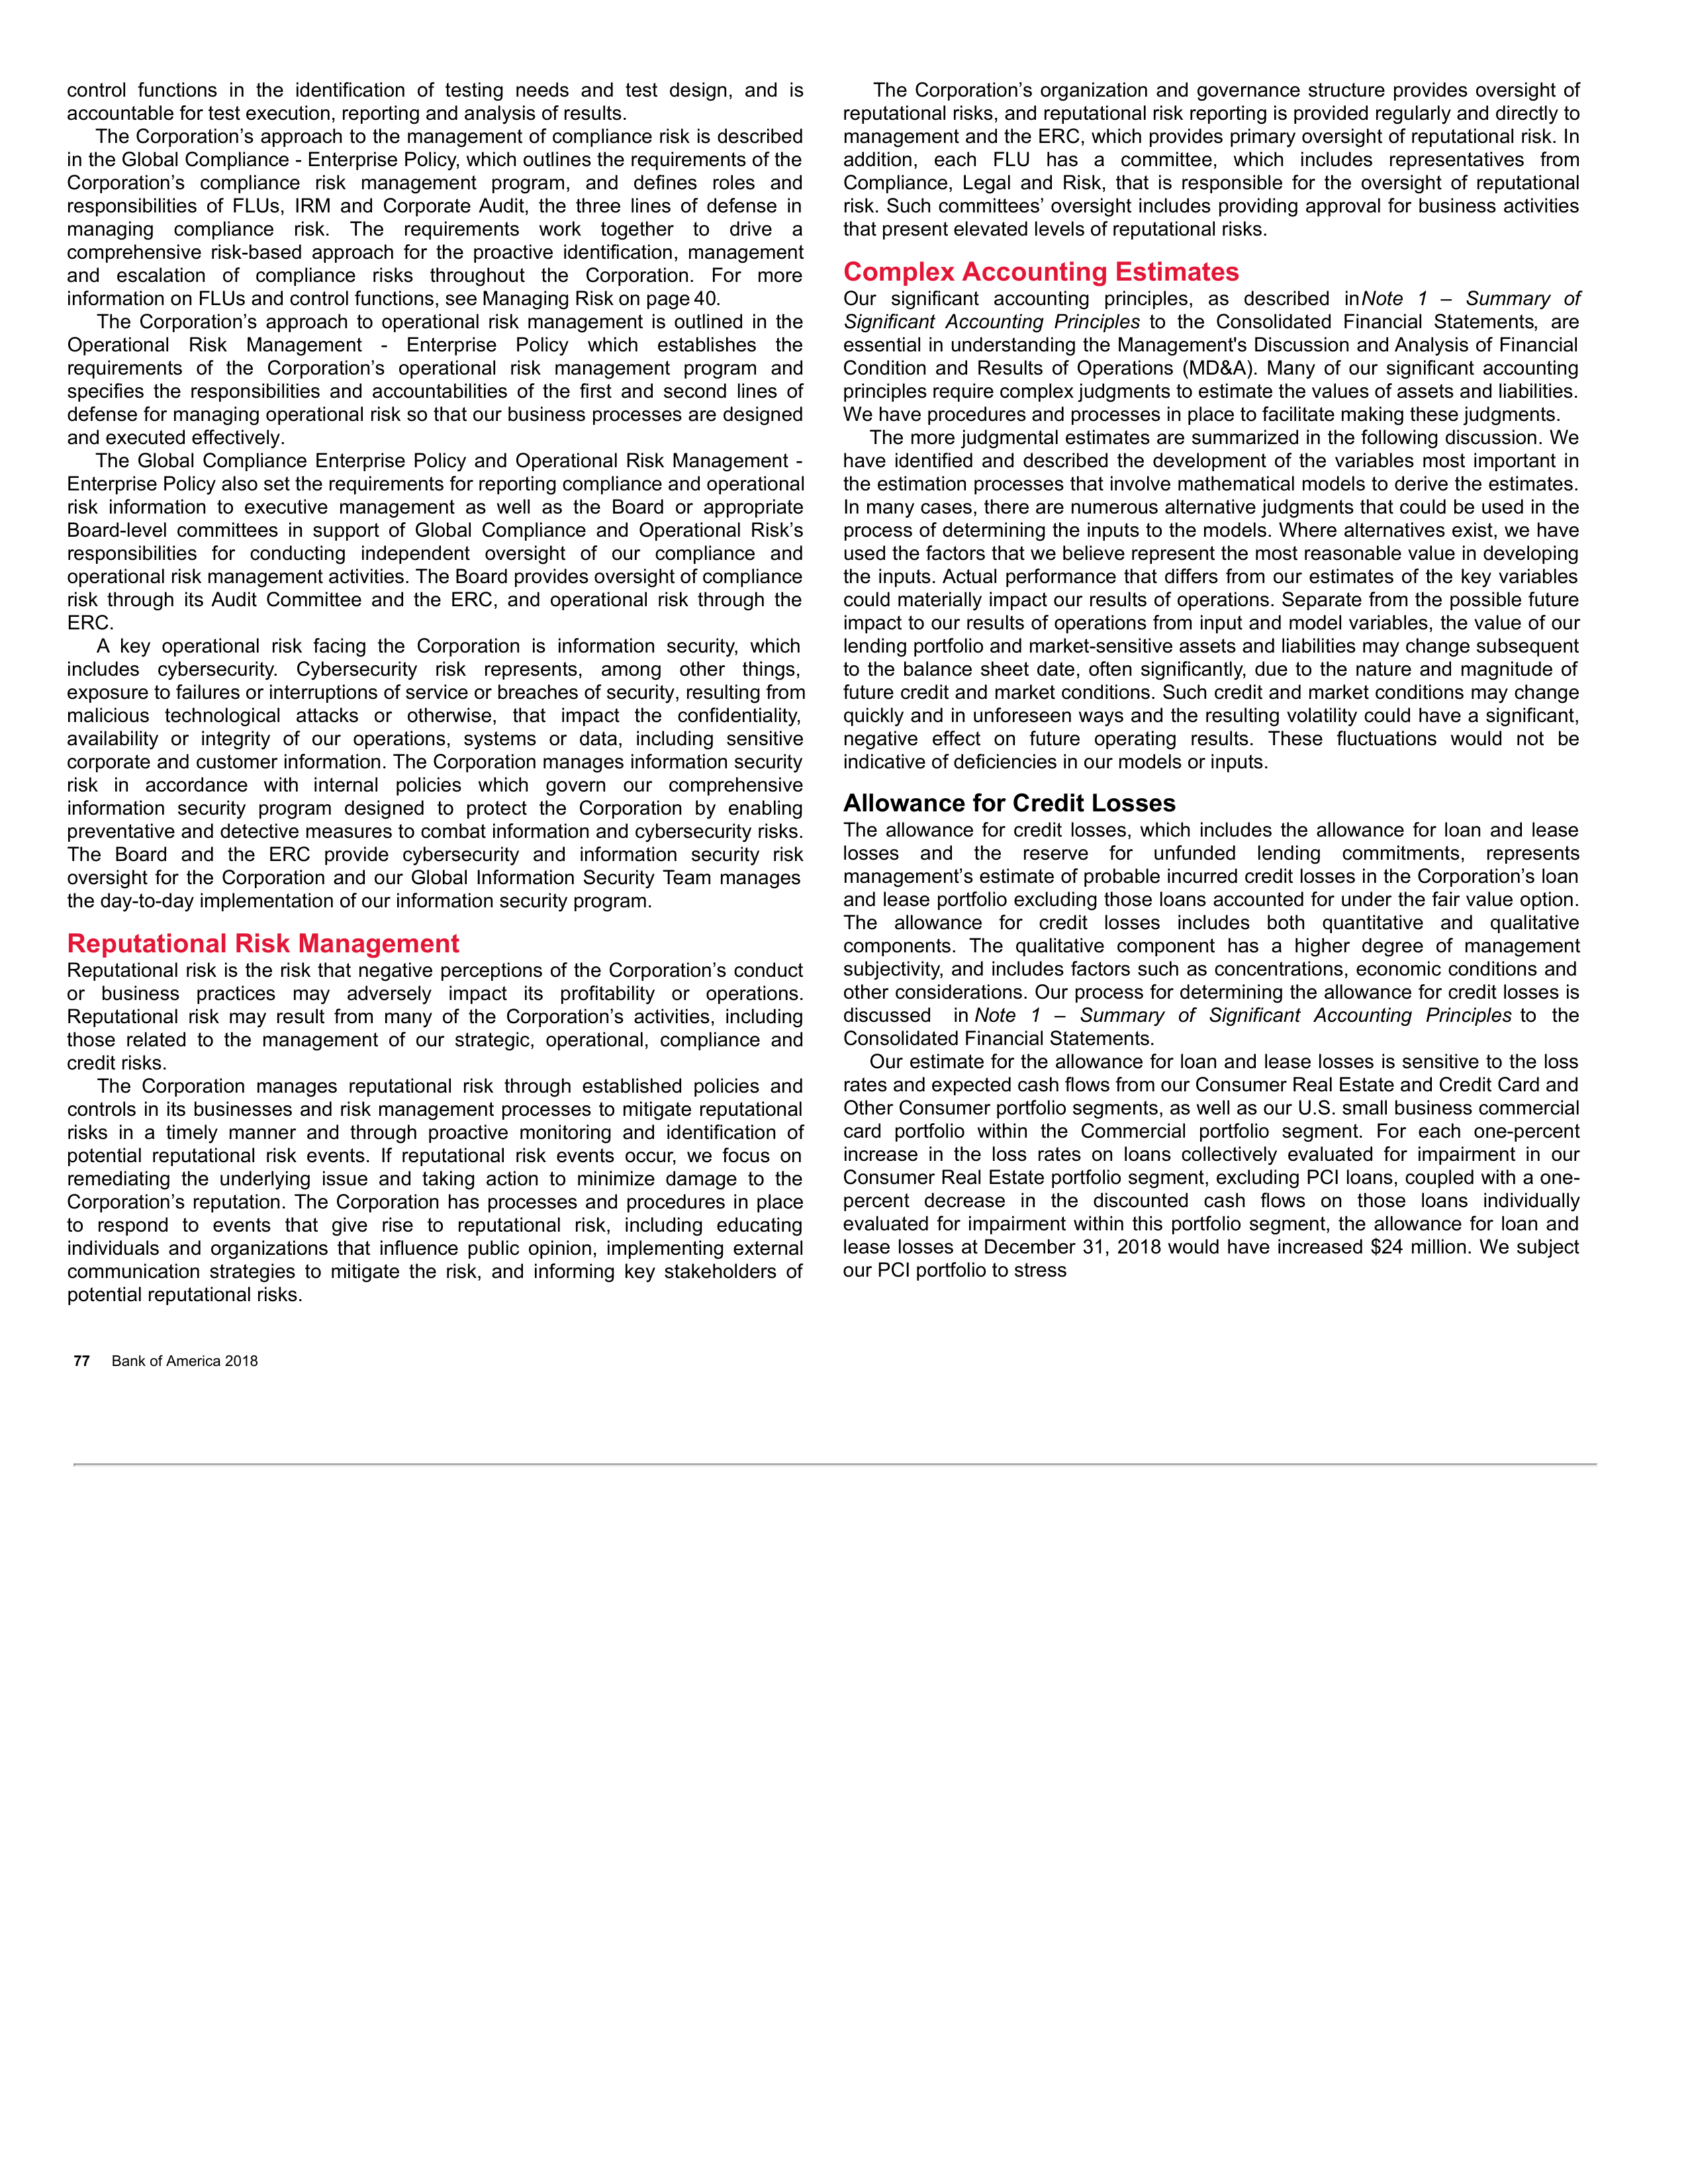 control functions in the identification of testing needs and test design, and is
accountable for test execution, reporting and analysis of results.
The Corporation’s approach to the management of compliance risk is described
in the Global Compliance - Enterprise Policy, which outlines the requirements of the
Corporation’s compliance risk management program, and defines roles and
responsibilities of FLUs, IRM and Corporate Audit, the three lines of defense in
managing compliance risk. The requirements work together to drive a
comprehensive risk-based approach for the proactive identification, management
and escalation of compliance risks throughout the Corporation. For more
information on FLUs and control functions, see Managing Risk on page 40.
The Corporation’s approach to operational risk management is outlined in the
Operational Risk Management - Enterprise Policy which establishes the
requirements of the Corporation’s operational risk management program and
specifies the responsibilities and accountabilities of the first and second lines of
defense for managing operational risk so that our business processes are designed
and executed effectively.
The Global Compliance Enterprise Policy and Operational Risk Management -
Enterprise Policy also set the requirements for reporting compliance and operational
risk information to executive management as well as the Board or appropriate
Board-level committees in support of Global Compliance and Operational Risk’s
responsibilities for conducting independent oversight of our compliance and
operational risk management activities. The Board provides oversight of compliance
risk through its Audit Committee and the ERC, and operational risk through the
ERC.
A key operational risk facing the Corporation is information security, which
includes cybersecurity. Cybersecurity risk represents, among other things,
exposure to failures or interruptions of service or breaches of security, resulting from
malicious technological attacks or otherwise, that impact the confidentiality,
availability or integrity of our operations, systems or data, including sensitive
corporate and customer information. The Corporation manages information security
risk in accordance with internal policies which govern our comprehensive
information security program designed to protect the Corporation by enabling
preventative and detective measures to combat information and cybersecurity risks.
The Board and the ERC provide cybersecurity and information security risk
oversight for the Corporation and our Global Information Security Team manages
the day-to-day implementation of our information security program.
Reputational Risk Management
Reputational risk is the risk that negative perceptions of the Corporation’s conduct
or business practices may adversely impact its profitability or operations.
Reputational risk may result from many of the Corporation’s activities, including
those related to the management of our strategic, operational, compliance and
credit risks.
The Corporation manages reputational risk through established policies and
controls in its businesses and risk management processes to mitigate reputational
risks in a timely manner and through proactive monitoring and identification of
potential reputational risk events. If reputational risk events occur, we focus on
remediating the underlying issue and taking action to minimize damage to the
Corporation’s reputation. The Corporation has processes and procedures in place
to respond to events that give rise to reputational risk, including educating
individuals and organizations that influence public opinion, implementing external
communication strategies to mitigate the risk, and informing key stakeholders of
potential reputational risks.
The Corporation’s organization and governance structure provides oversight of
reputational risks, and reputational risk reporting is provided regularly and directly to
management and the ERC, which provides primary oversight of reputational risk. In
addition, each FLU has a committee, which includes representatives from
Compliance, Legal and Risk, that is responsible for the oversight of reputational
risk. Such committees’ oversight includes providing approval for business activities
that present elevated levels of reputational risks.
Complex Accounting Estimates
Our significant accounting principles, as described in Note 1 – Summary of
Significant Accounting Principles to the Consolidated Financial Statements, are
essential in understanding the Management's Discussion and Analysis of Financial
Condition and Results of Operations (MD&A). Many of our significant accounting
principles require complex judgments to estimate the values of assets and liabilities.
We have procedures and processes in place to facilitate making these judgments.
The more judgmental estimates are summarized in the following discussion. We
have identified and described the development of the variables most important in
the estimation processes that involve mathematical models to derive the estimates.
In many cases, there are numerous alternative judgments that could be used in the
process of determining the inputs to the models. Where alternatives exist, we have
used the factors that we believe represent the most reasonable value in developing
the inputs. Actual performance that differs from our estimates of the key variables
could materially impact our results of operations. Separate from the possible future
impact to our results of operations from input and model variables, the value of our
lending portfolio and market-sensitive assets and liabilities may change subsequent
to the balance sheet date, often significantly, due to the nature and magnitude of
future credit and market conditions. Such credit and market conditions may change
quickly and in unforeseen ways and the resulting volatility could have a significant,
negative effect on future operating results. These fluctuations would not be
indicative of deficiencies in our models or inputs.
Allowance for Credit Losses
The allowance for credit losses, which includes the allowance for loan and lease
losses and the reserve for unfunded lending commitments, represents
management’s estimate of probable incurred credit losses in the Corporation’s loan
and lease portfolio excluding those loans accounted for under the fair value option.
The allowance for credit losses includes both quantitative and qualitative
components. The qualitative component has a higher degree of management
subjectivity, and includes factors such as concentrations, economic conditions and
other considerations. Our process for determining the allowance for credit losses is
discussed in Note 1 – Summary of Significant Accounting Principles to the
Consolidated Financial Statements.
Our estimate for the allowance for loan and lease losses is sensitive to the loss
rates and expected cash flows from our Consumer Real Estate and Credit Card and
Other Consumer portfolio segments, as well as our U.S. small business commercial
card portfolio within the Commercial portfolio segment. For each one-percent
increase in the loss rates on loans collectively evaluated for impairment in our
Consumer Real Estate portfolio segment, excluding PCI loans, coupled with a one-
percent decrease in the discounted cash flows on those loans individually
evaluated for impairment within this portfolio segment, the allowance for loan and
lease losses at December 31, 2018 would have increased $24 million. We subject
our PCI portfolio to stress
77 Bank of America 2018